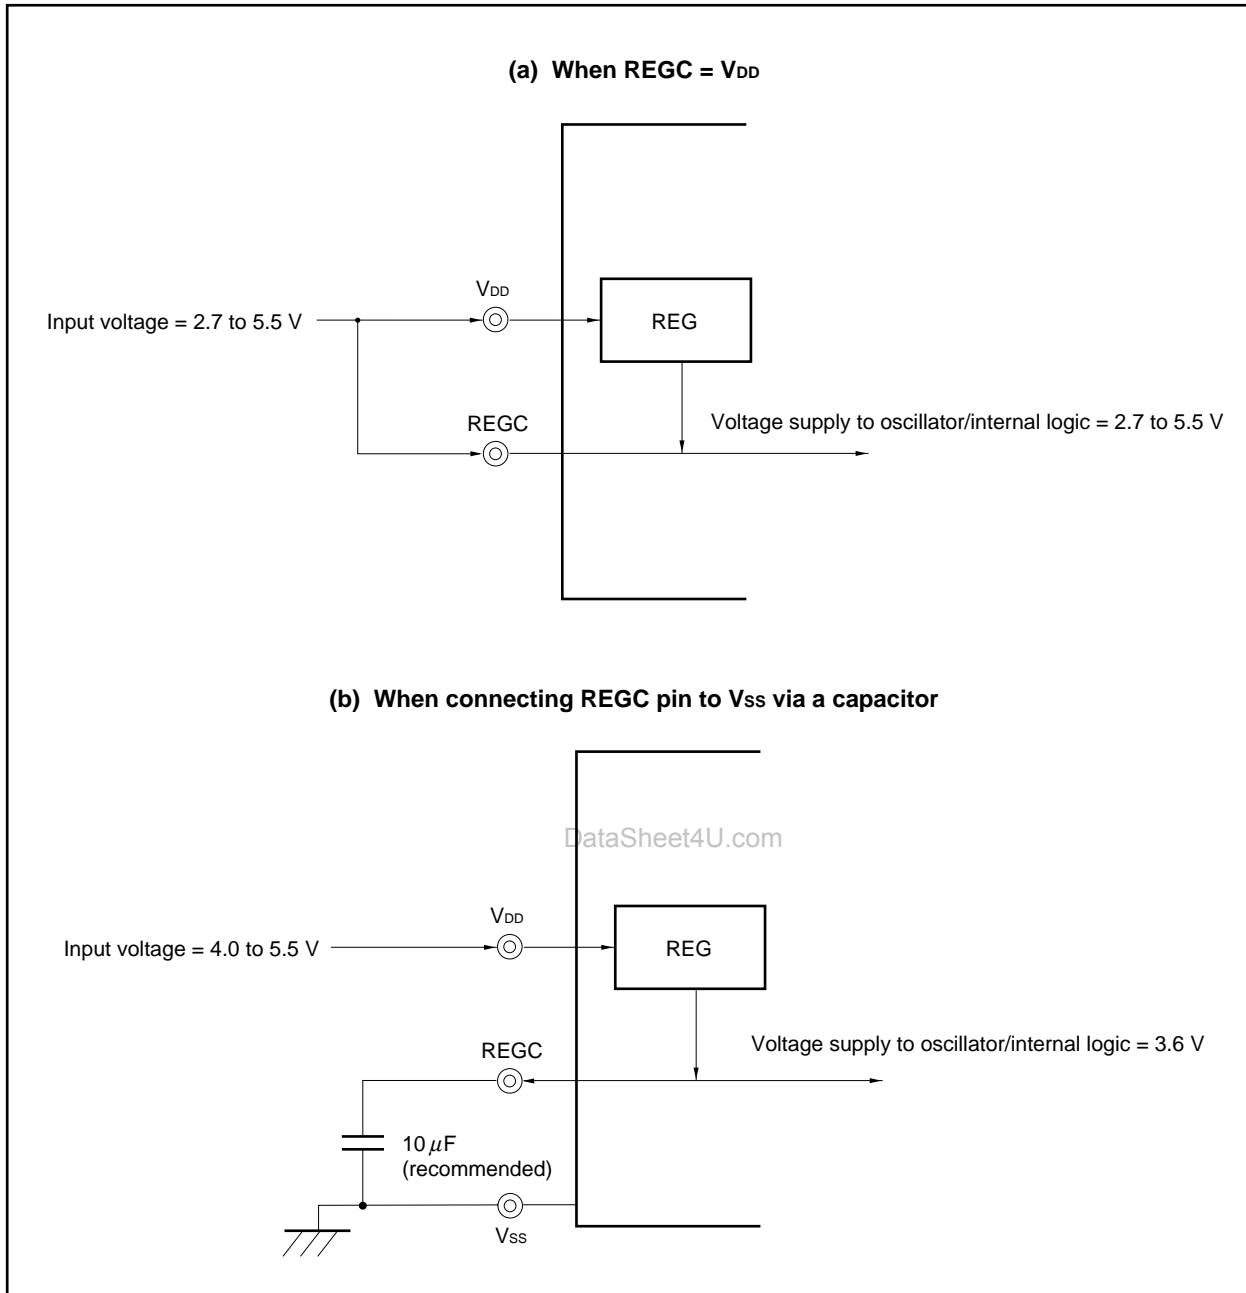 (a) When REGC = VDD
VDD
Input voltage = 2.7 to 5.5 V
REG
REGC
Voltage supply to oscillator/internal logic = 2.7 to 5.5 V
(b) When connecting REGC pin to VSS via a capacitor
DataSheet4U.com
VDD
Input voltage = 4.0 to 5.5 V
REG
REGC
Voltage supply to oscillator/internal logic = 3.6 V
10 μF
(recommended)
VSS